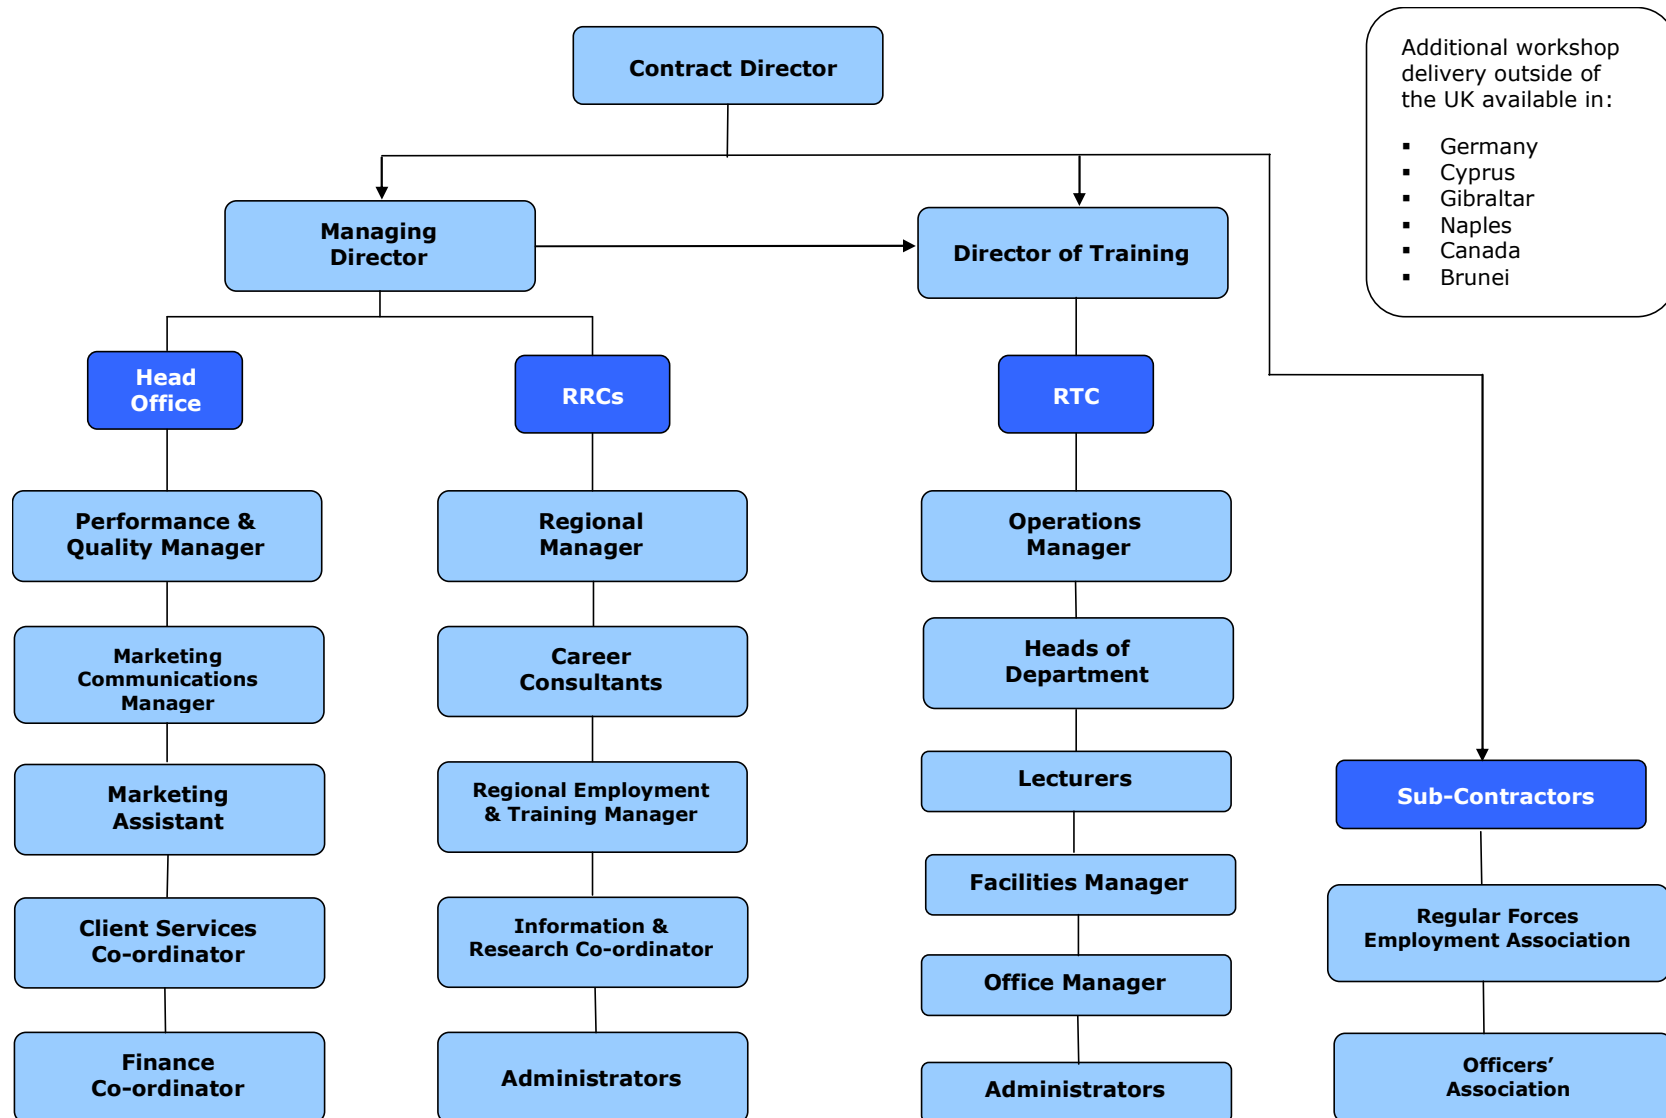 Contract Director
Additional workshop
delivery outside of
the UK available in:
▪ Germany
▪ Cyprus
▪ Gibraltar
▪ Naples
▪ Canada
▪ Brunei
Managing
Director
Director of Training
Head
Office
RRCs
RTC
Performance &
Quality Manager
Marketing
Communications
Manager
Marketing
Assistant
Client Services
Co-ordinator
Finance
Co-ordinator
Regional
Manager
Career
Consultants
Regional Employment
& Training Manager
Information &
Research Co-ordinator
Administrators
Operations
Manager
Heads of
Department
Lecturers
Facilities Manager
Office Manager
Administrators
Sub-Contractors
Regular Forces
Employment Association
Officers’
Association